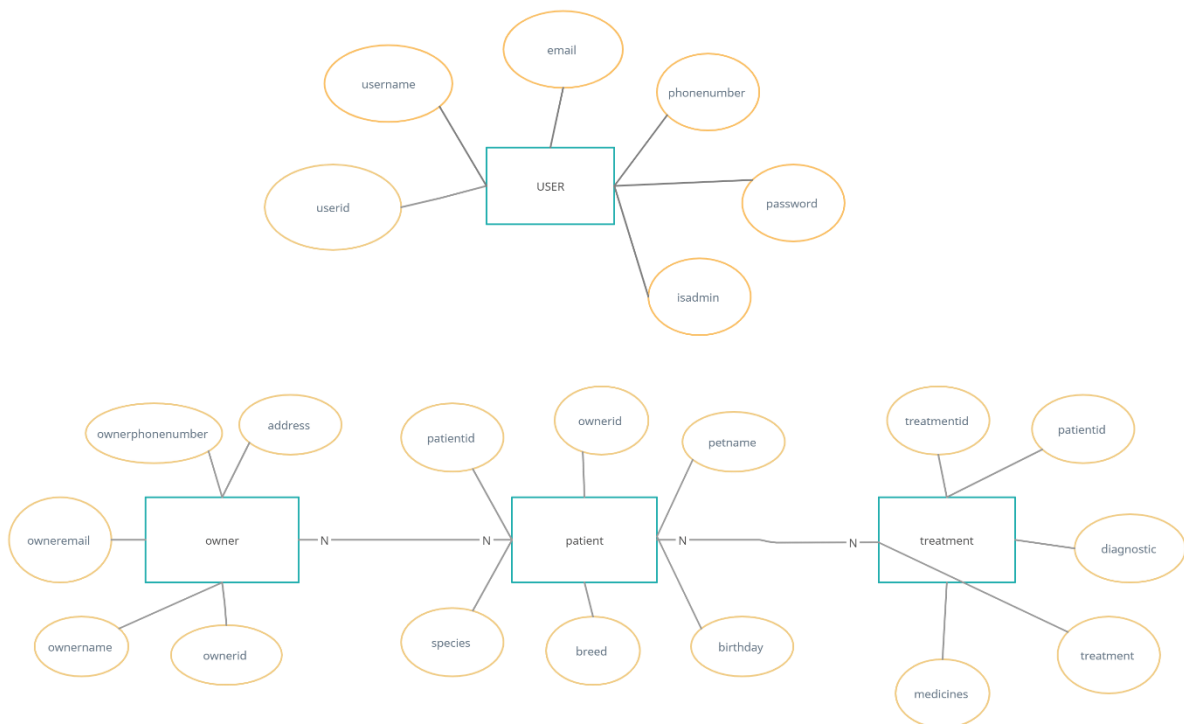 email
username
phonenumber
USER
password
userid
isadmin
ownerphonenumber
address
patientid
ownerid
petname
treatmentid
patientid
owneremail
owner
N
N
patient
N
N
treatment
diagnostic
ownername
ownerid
species
breed
birthday
treatment
medicines